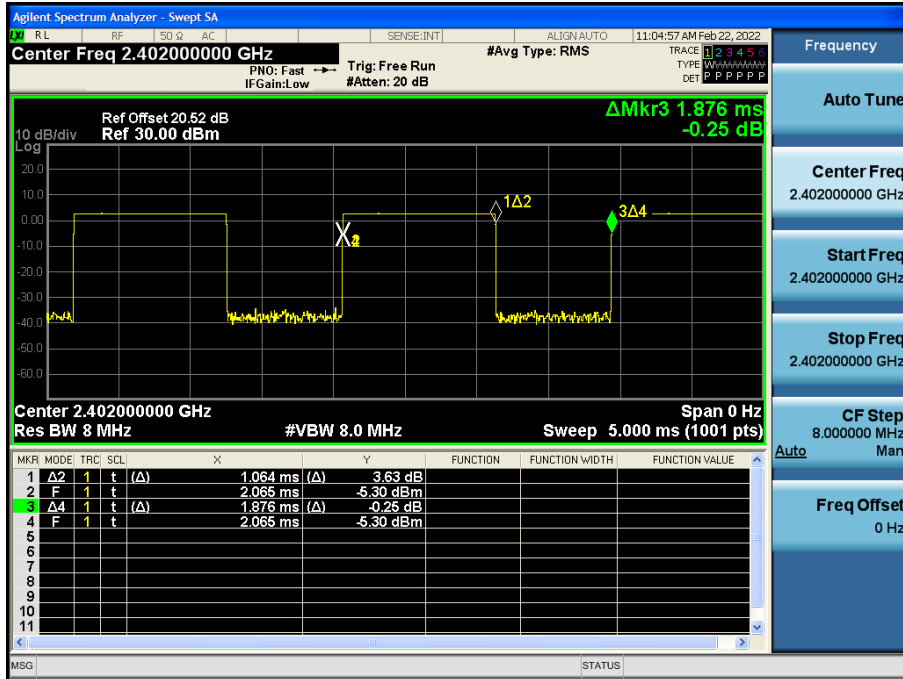 Agilent Spectrum Analyzer - Swept SA
LXI RL RF 50 Ω AC SENSE:INT ALIGN AUTO 11:04:57 AM Feb 22, 2022
Center Freq 2.402000000 GHz #Avg Type: RMS TRACE 1 2 3 4 5 6
PNO: Fast Trig: Free Run TYPE WWWWWW
IFGain:Low #Atten: 20 dB DET P P P P P P
ΔMkr3 1.876 ms
-0.25 dB
Ref Offset 20.52 dB
10 dB/div Ref 30.00 dBm
Log
20.0
10.0
0.00
-10.0
-20.0
-30.0
-40.0
-50.0
-60.0
1Δ2
3Δ4
Center 2.402000000 GHz Span 0 Hz
Res BW 8 MHz #VBW 8.0 MHz Sweep 5.000 ms (1001 pts)
MKR MODE TRC SCL X Y FUNCTION FUNCTION WIDTH FUNCTION VALUE
1 Δ2 1 t (Δ) 1.064 ms (Δ) 3.63 dB
2 F 1 t 2.065 ms -5.30 dBm
3 Δ4 1 t (Δ) 1.876 ms (Δ) -0.25 dB
4 F 1 t 2.065 ms -5.30 dBm
5
6
7
8
9
10
11
MSG STATUS
Frequency
Auto Tune
Center Freq
2.402000000 GHz
Start Freq
2.402000000 GHz
Stop Freq
2.402000000 GHz
CF Step
8.000000 MHz
Auto Man
Freq Offset
0 Hz